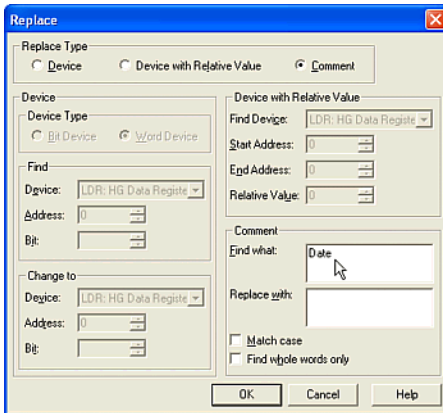 Replace
Replace Type
Device
Device with Relative Value
Comment
Device
Device Type
Bit Device
Word Device
Find
Device: LDR: HG Data Registe
Address: 0
Bit:
Change to
Device: LDR: HG Data Registe
Address: 0
Bit:
Device with Relative Value
Find Device: LDR: HG Data Registe
Start Address: 0
End Address: 0
Relative Value: 0
Comment
Find what: Date
Replace with:
Match case
Find whole words only
OK Cancel Help